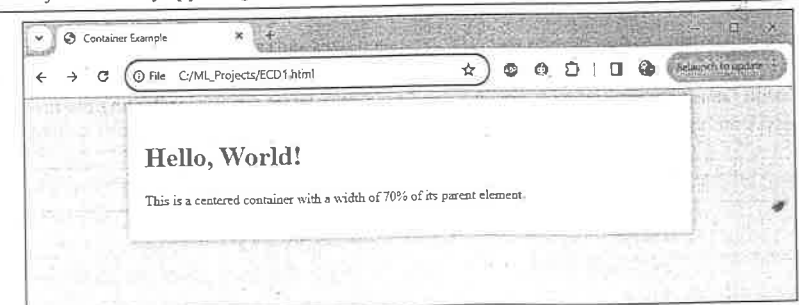 Container Example
File C:/ML_Projects/ECD1.html
Relaunch to update
Hello, World!
This is a centered container with a width of 70% of its parent element.